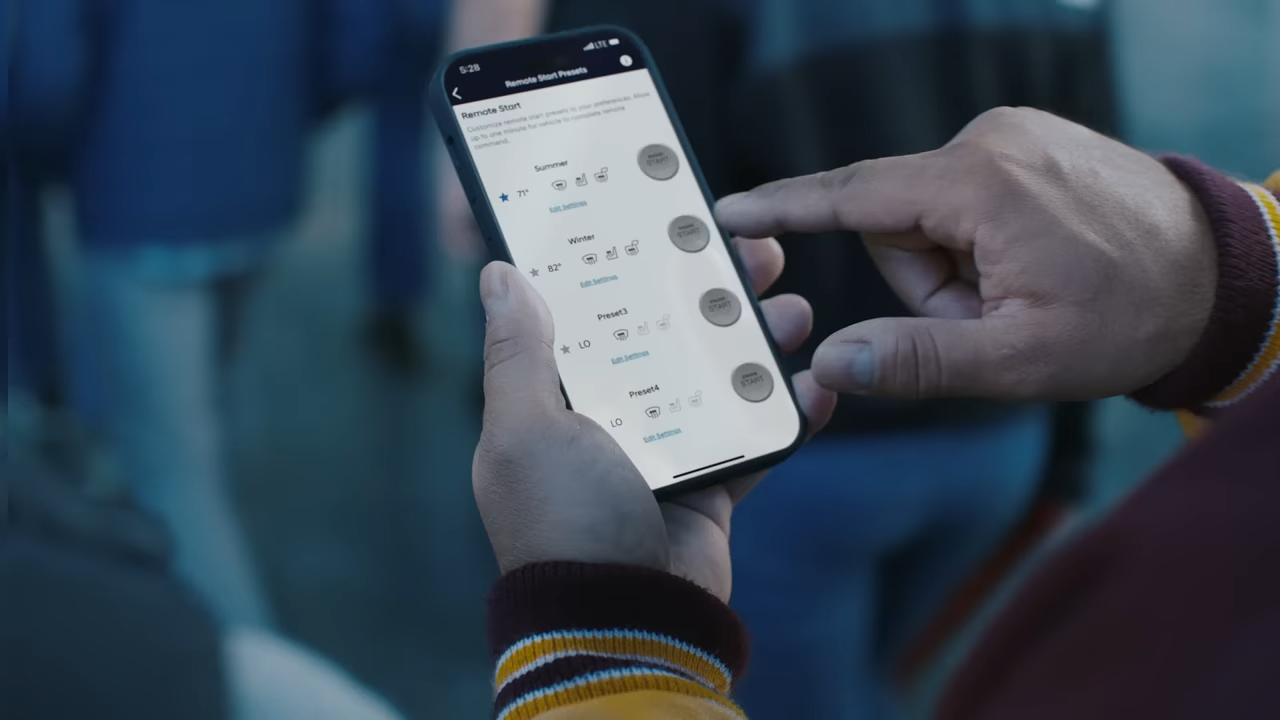 5:28
LTE
Remote Start Presets
Remote Start
Customize remote start presets to your preferences. Allow
up to one minute for vehicle to complete remote
command.
Summer
71°
START
Edit Settings
Winter
82°
START
Edit Settings
Preset3
LO
START
Edit Settings
Preset4
LO
START
Edit Settings